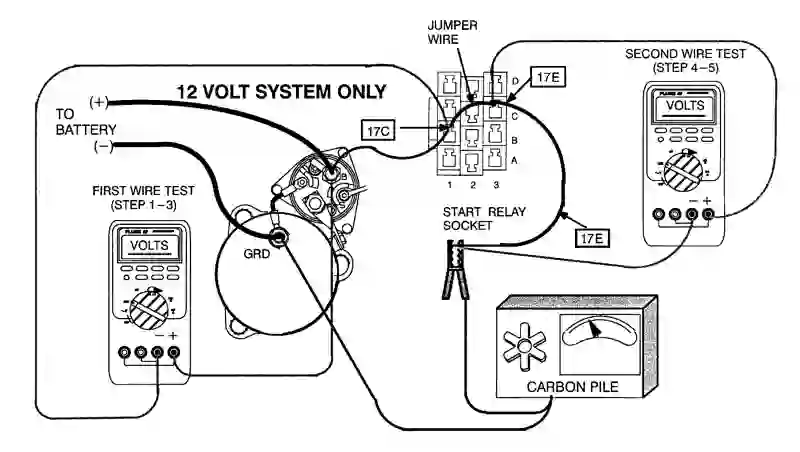 JUMPER
WIRE
SECOND WIRE TEST
(STEP 4–5)
12 VOLT SYSTEM ONLY
17E
(+)
TO
BATTERY
(–)
17C
D
C
B
A
1 2 3
VOLTS
– +
FIRST WIRE TEST
(STEP 1–3)
VOLTS
– +
GRD
START RELAY
SOCKET
17E
CARBON PILE